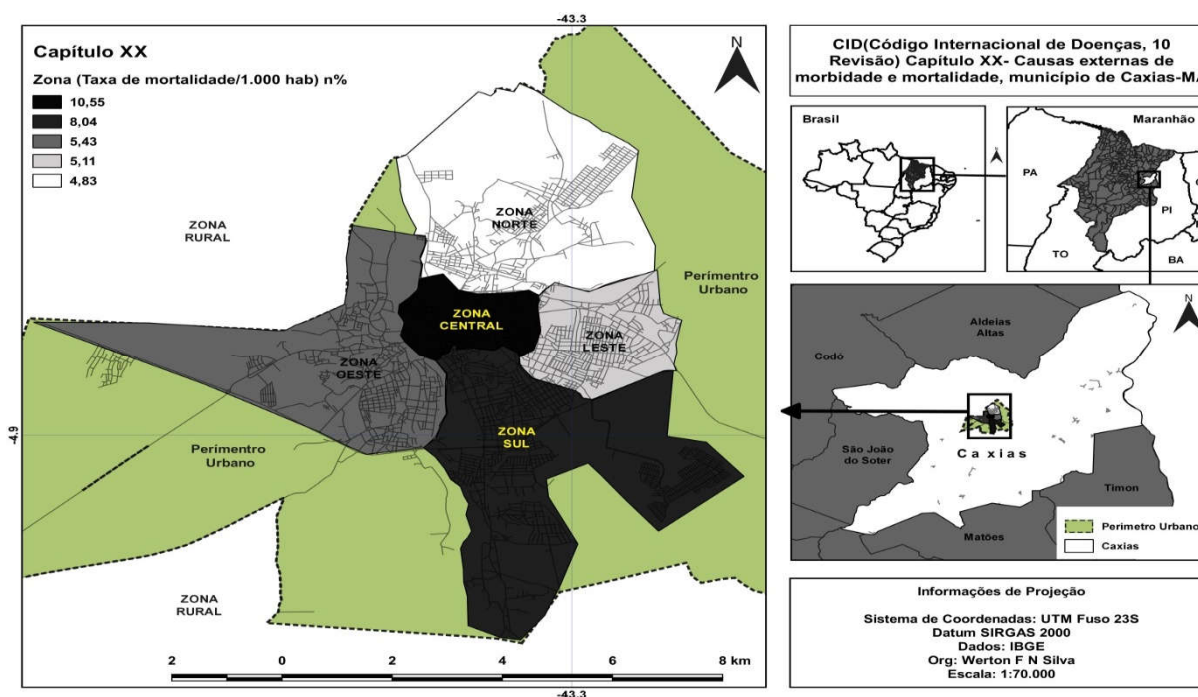 -43.3
Capítulo XX
Zona (Taxa de mortalidade/1.000 hab) n%
10,55
8,04
5,43
5,11
4,83
N
ZONA
RURAL
ZONA
NORTE
Perímentro
Urbano
ZONA
CENTRAL
ZONA
LESTE
ZONA
OESTE
ZONA
SUL
-4.9
Perímentro
Urbano
ZONA
RURAL
2 0 2 4 6 8 km
-43.3
CID(Código Internacional de Doenças, 10
Revisão) Capítulo XX- Causas externas de
morbidade e mortalidade, município de Caxias-MA
Brasil
Maranhão
PA
PI
TO
BA
N
Aldeias
Altas
Codó
São João
do Soter
Caxias
Timon
Matões
Perímetro Urbano
Caxias
Informações de Projeção
Sistema de Coordenadas: UTM Fuso 23S
Datum SIRGAS 2000
Dados: IBGE
Org: Werton F N Silva
Escala: 1:70.000